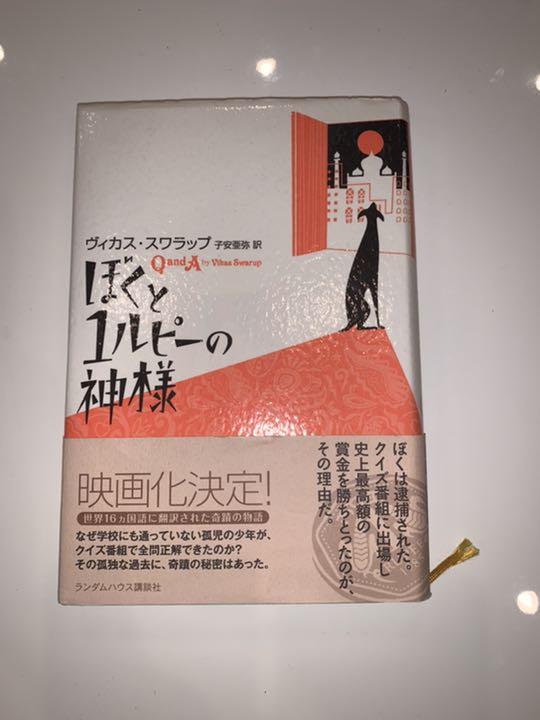 ヴィカス・スワラップ 子安亜弥 訳
Q and A by Vikas Swarup
ぼくと
1ルピーの
神様
映画化決定!
世界16ヵ国語に翻訳された奇蹟の物語
なぜ学校にも通っていない孤児の少年が、
クイズ番組で全問正解できたのか?
その孤独な過去に、奇蹟の秘密はあった。
ランダムハウス講談社
ぼくは逮捕された。
クイズ番組に出場し
史上最高額の
賞金を勝ちとったのが、
その理由だ。